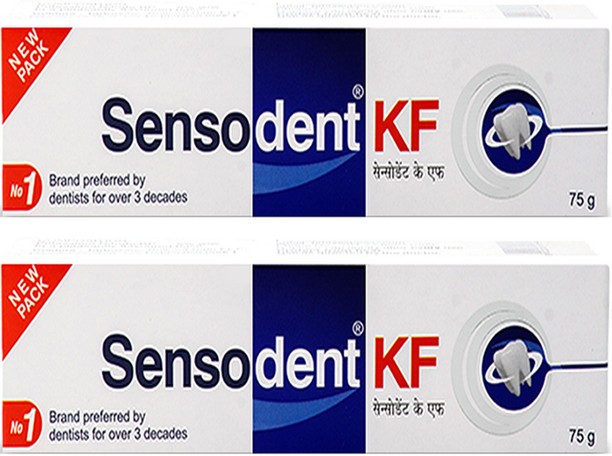 NEW
PACK
Sensodent® KF
सेन्सोडेंट के एफ
No 1
Brand preferred by
dentists for over 3 decades
75 g
NEW
PACK
Sensodent® KF
सेन्सोडेंट के एफ
No 1
Brand preferred by
dentists for over 3 decades
75 g